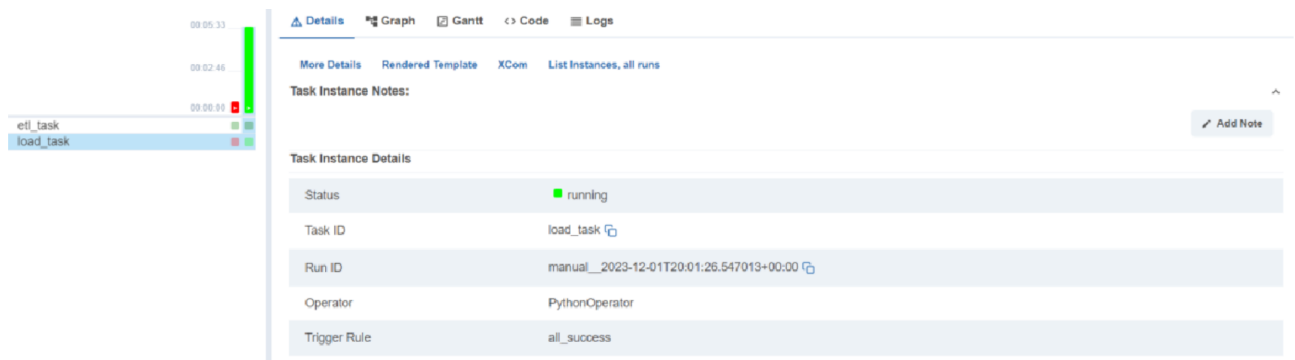 00:05:33
00:02:46
00:00:00
etl_task
load_task
Details Graph Gantt <> Code Logs
More Details Rendered Template XCom List Instances, all runs
Task Instance Notes:
Add Note
Task Instance Details
Status running
Task ID load_task
Run ID manual__2023-12-01T20:01:26.547013+00:00
Operator PythonOperator
Trigger Rule all_success